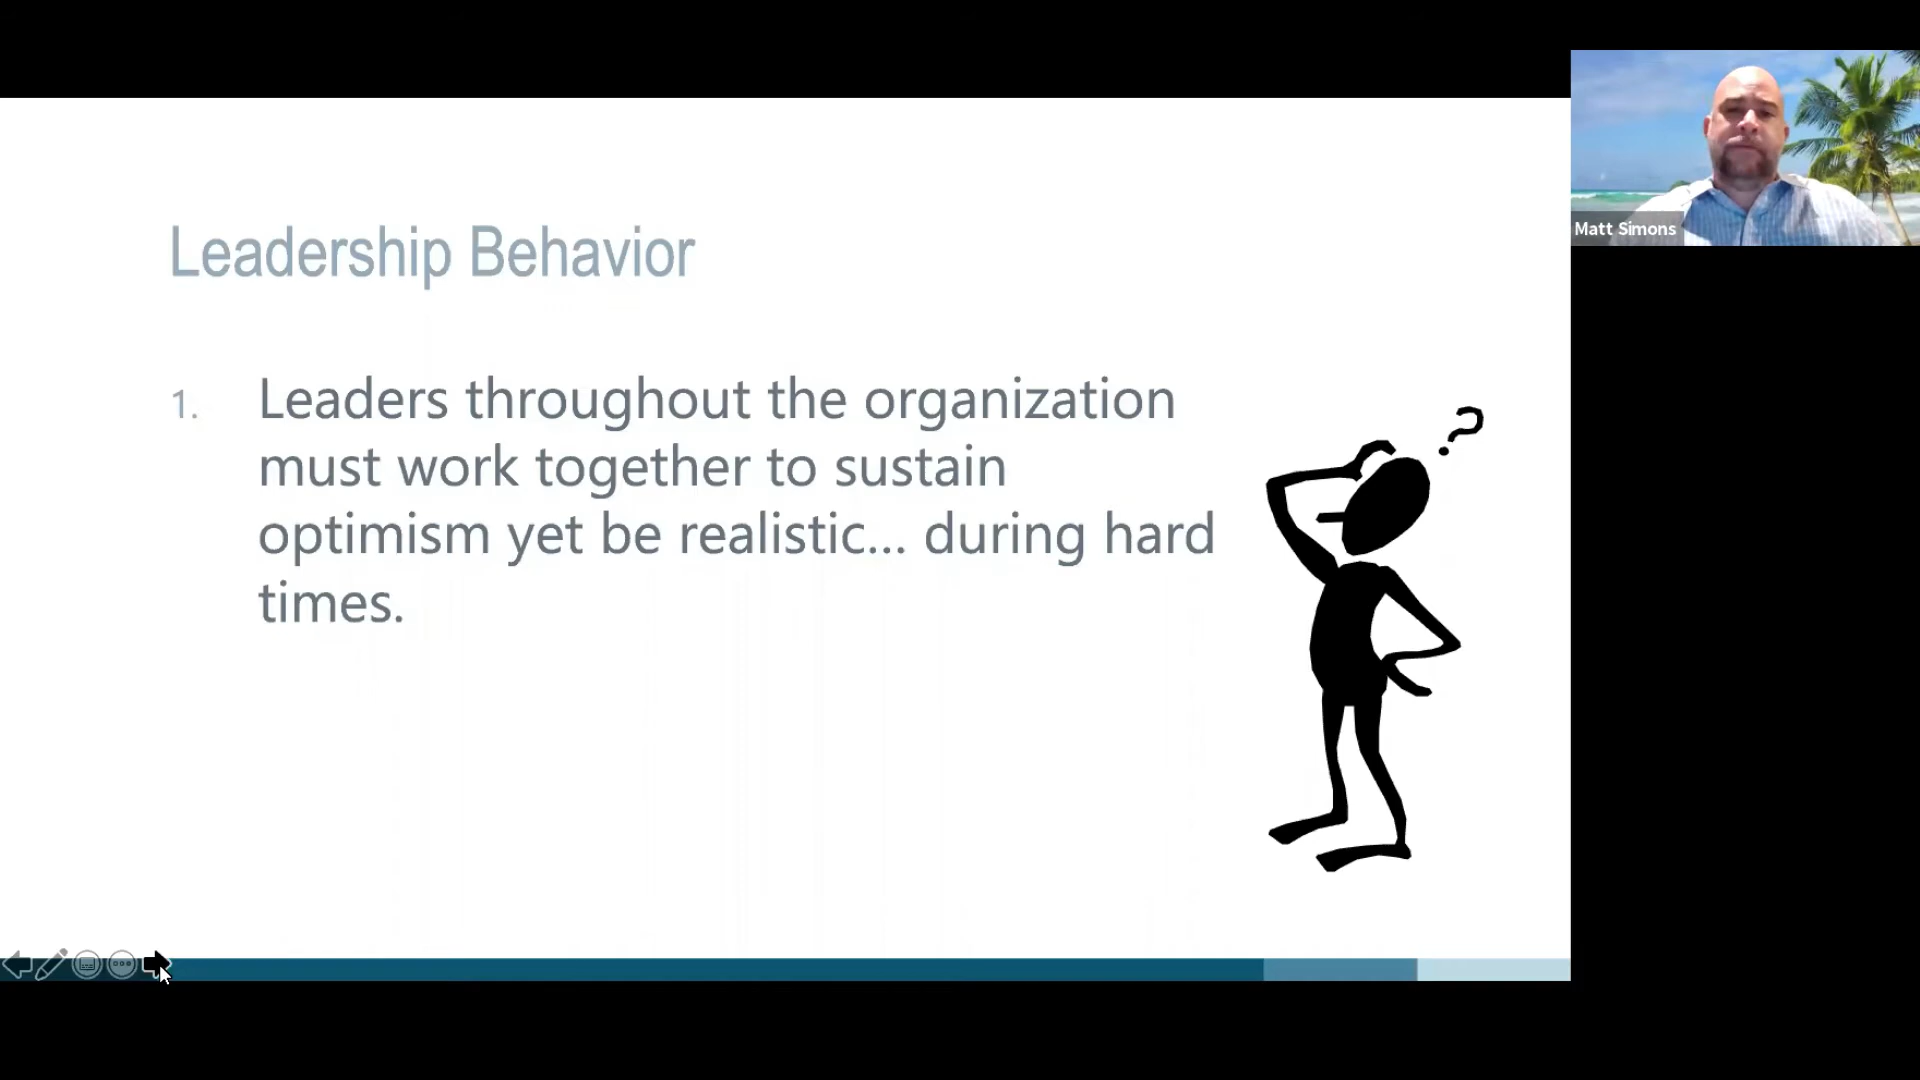 Matt Simons
Leadership Behavior
1. Leaders throughout the organization
must work together to sustain
optimism yet be realistic... during hard
times.
?